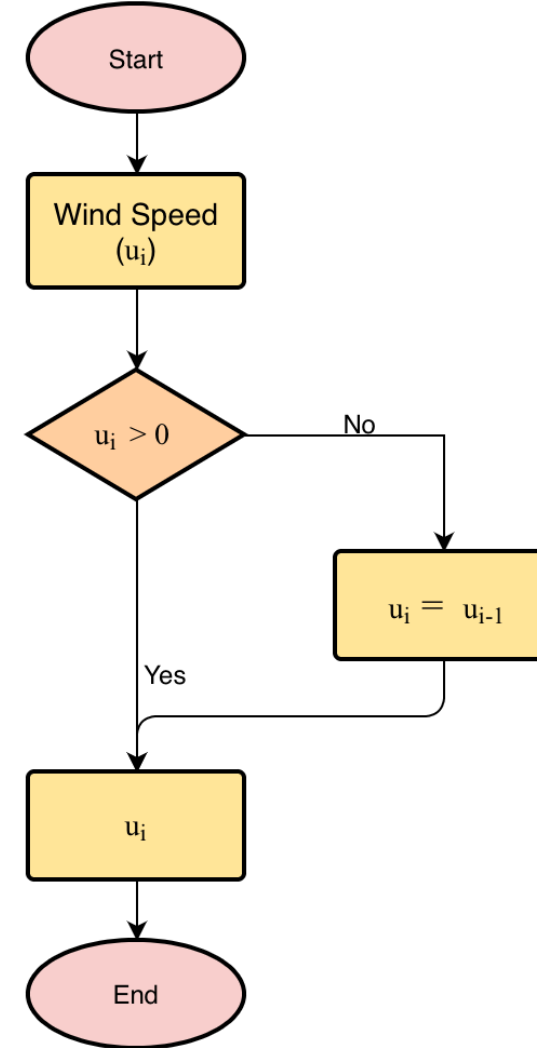 Start
Wind Speed
(uᵢ)
uᵢ > 0
No
uᵢ = uᵢ₋₁
Yes
uᵢ
End